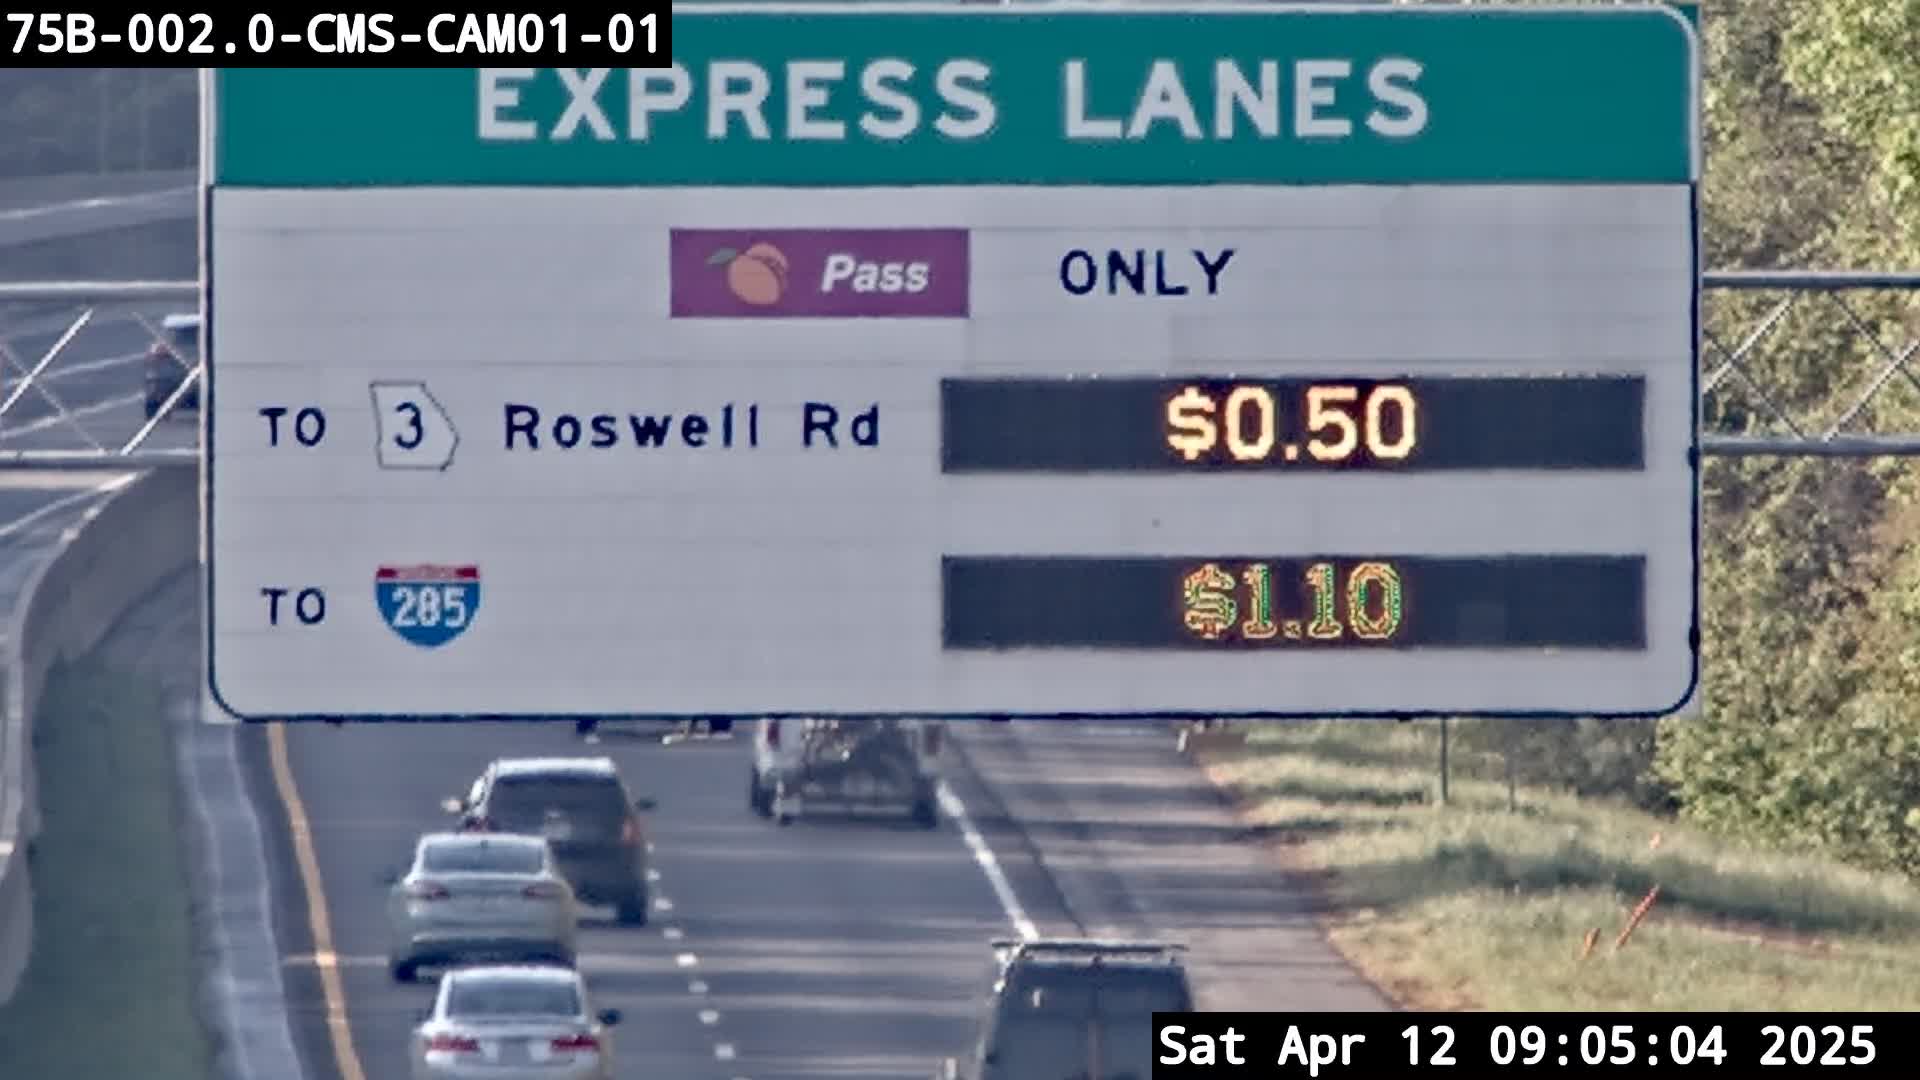 75B-002.0-CMS-CAM01-01
EXPRESS LANES
Pass ONLY
TO 3 Roswell Rd $0.50
TO 285 $1.10
Sat Apr 12 09:05:04 2025